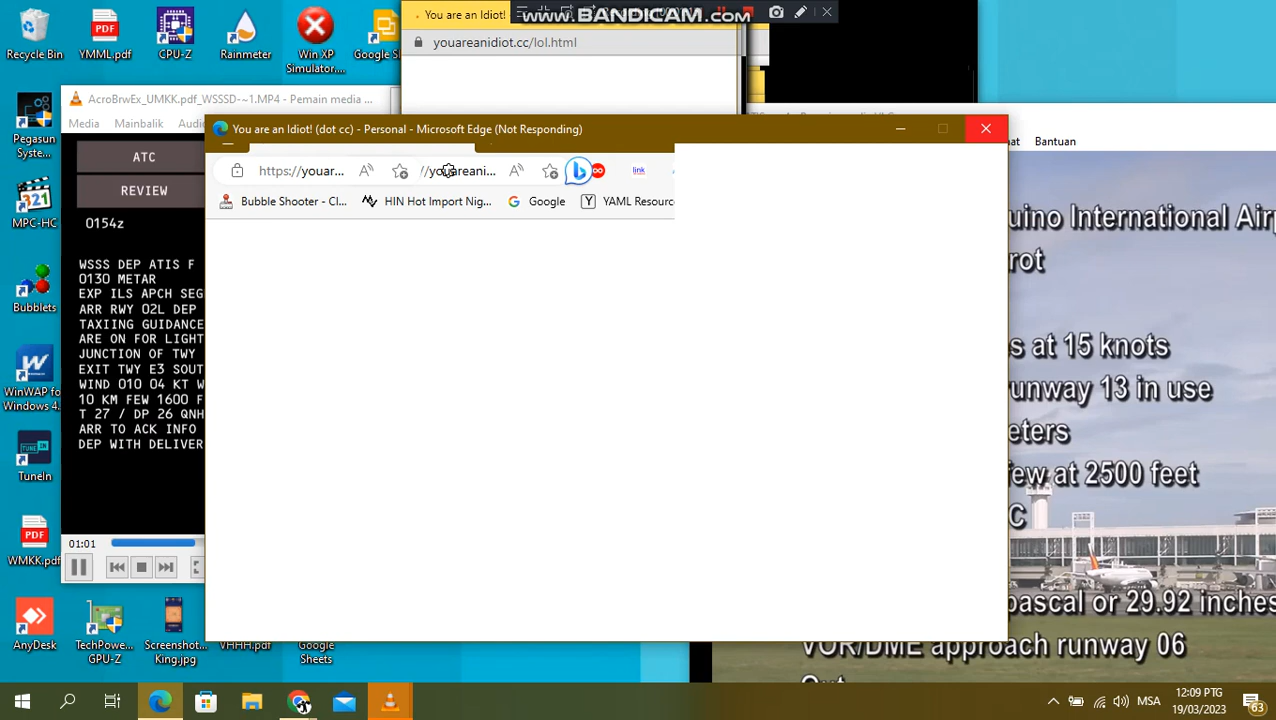 Recycle Bin
YMML.pdf
CPU-Z
Rainmeter
Win XP
Simulator....
You are an Idiot!
www.BANDICAM.com
youareanidiot.cc/lol.html
Pegasun
Syste...
MPC-HC
Bubblets
WinWAP for
Windows 4.
TuneIn
WMKK.pdf
AnyDesk
TechPowe...
GPU-Z
Screenshot...
King.jpg
VHHH.pdf
Google
Sheets
AcroBrwEx_UMKK.pdf_WSSSD-~1.MP4 - Pemain media ...
Media
Mainbalik
ATC
REVIEW
0154z
WSSS DEP ATIS F
0130 METAR
EXP ILS APCH SEG
ARR RWY 02L DEP
TAXIING GUIDANCE
ARE ON FOR LIGHT
JUNCTION OF TWY
EXIT TWY E3 SOUT
WIND 010 04 KT W
10 KM FEW 1600 F
T 27 / DP 26 QNH
ARR TO ACK INFO
DEP WITH DELIVER
01:01
You are an Idiot! (dot cc) - Personal - Microsoft Edge (Not Responding)
https://youar...
link
Bubble Shooter - Cl...
HIN Hot Import Nig...
Google
YAML Resourc
at
Bantuan
uino International Airp
rot
s at 15 knots
runway 13 in use
eters
few at 2500 feet
C
pascal or 29.92 inches
VOR/DME approach runway 06
MSA
12:09 PTG
19/03/2023
63